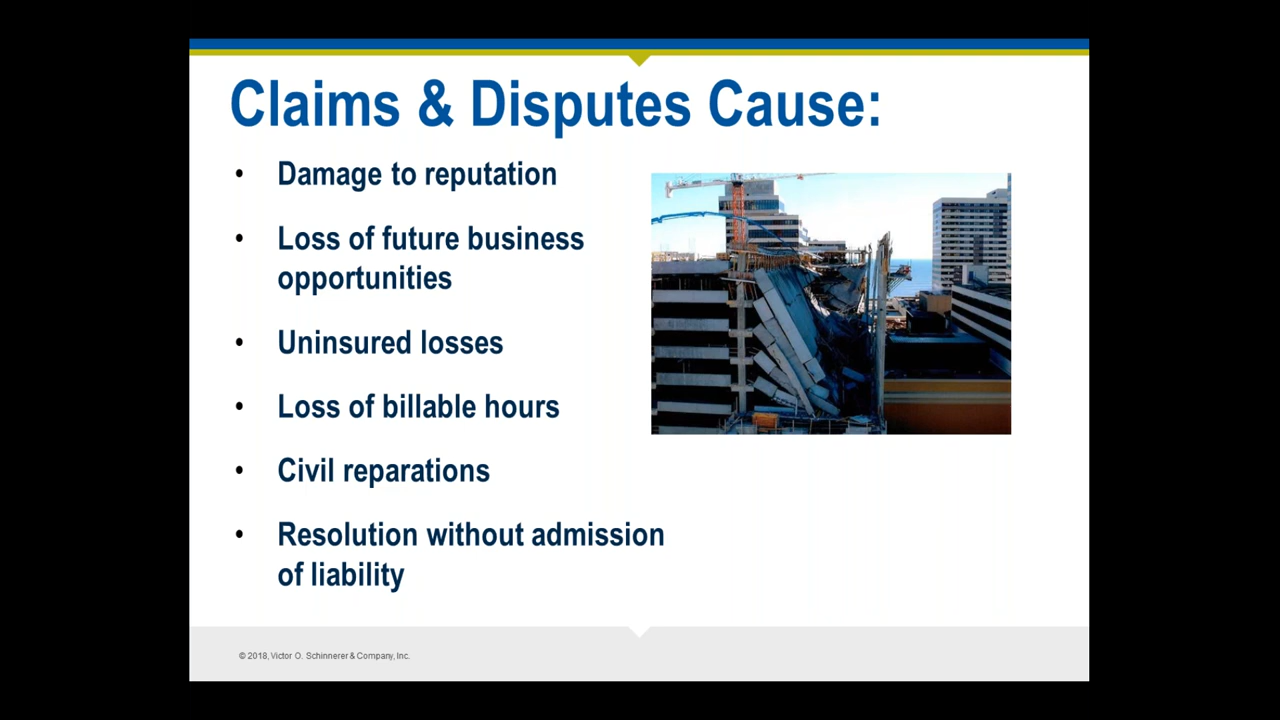 Claims & Disputes Cause:
• Damage to reputation
• Loss of future business
opportunities
• Uninsured losses
• Loss of billable hours
• Civil reparations
• Resolution without admission
of liability
© 2018, Victor O. Schinnerer & Company, Inc.